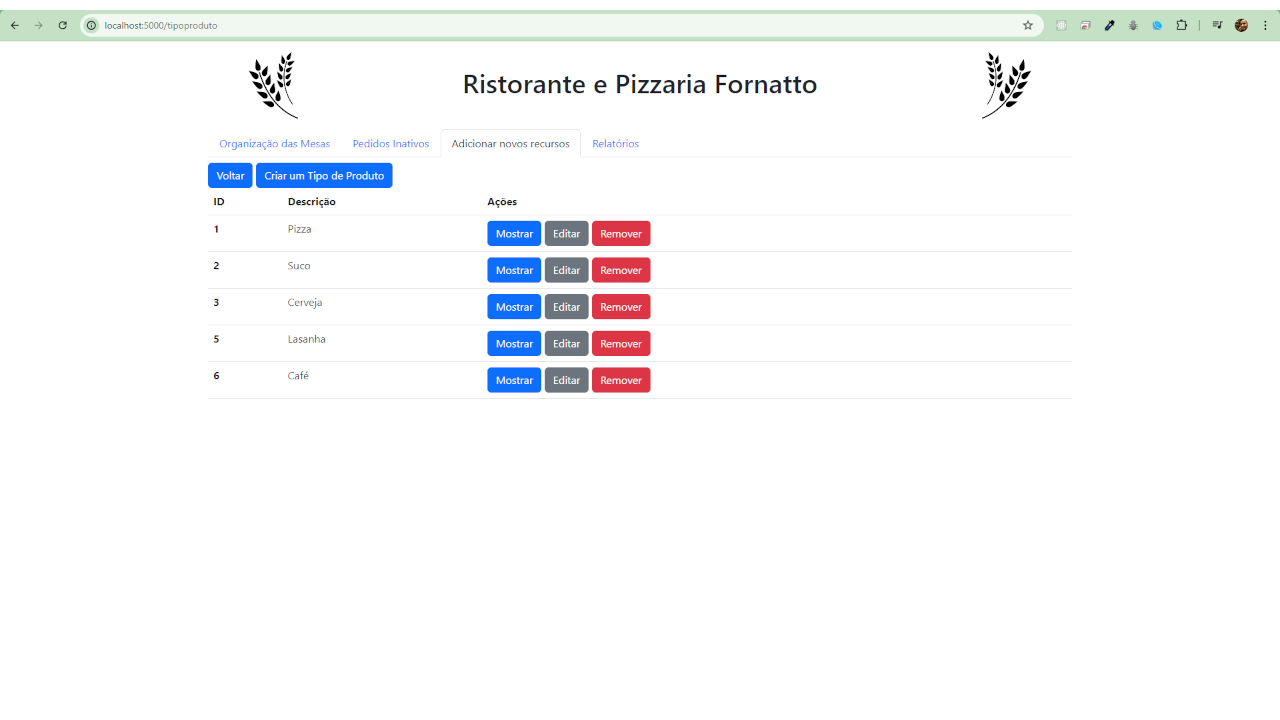 localhost:5000/tipoproduto
Ristorante e Pizzaria Fornatto
Organização das Mesas Pedidos Inativos Adicionar novos recursos Relatórios
Voltar Criar um Tipo de Produto
ID Descrição Ações
1 Pizza Mostrar Editar Remover
2 Suco Mostrar Editar Remover
3 Cerveja Mostrar Editar Remover
5 Lasanha Mostrar Editar Remover
6 Café Mostrar Editar Remover